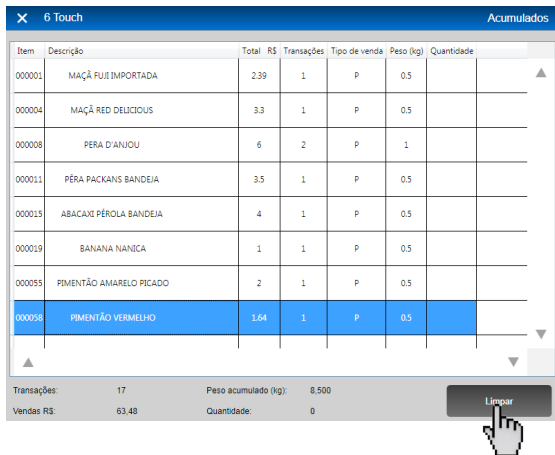 6 Touch Acumulados
Item Descrição Total R$ Transações Tipo de venda Peso (kg) Quantidade
000001 MAÇÃ FUJI IMPORTADA 2.39 1 P 0.5
000004 MAÇÃ RED DELICIOUS 3.3 1 P 0.5
000008 PERA D'ANJOU 6 2 P 1
000011 PÊRA PACKANS BANDEJA 3.5 1 P 0.5
000015 ABACAXI PÉROLA BANDEJA 4 1 P 0.5
000019 BANANA NANICA 1 1 P 0.5
000055 PIMENTÃO AMARELO PICADO 2 1 P 0.5
000058 PIMENTÃO VERMELHO 1.64 1 P 0.5
Transações: 17 Peso acumulado (kg): 8,500
Vendas R$: 63,48 Quantidade: 0
Limpar